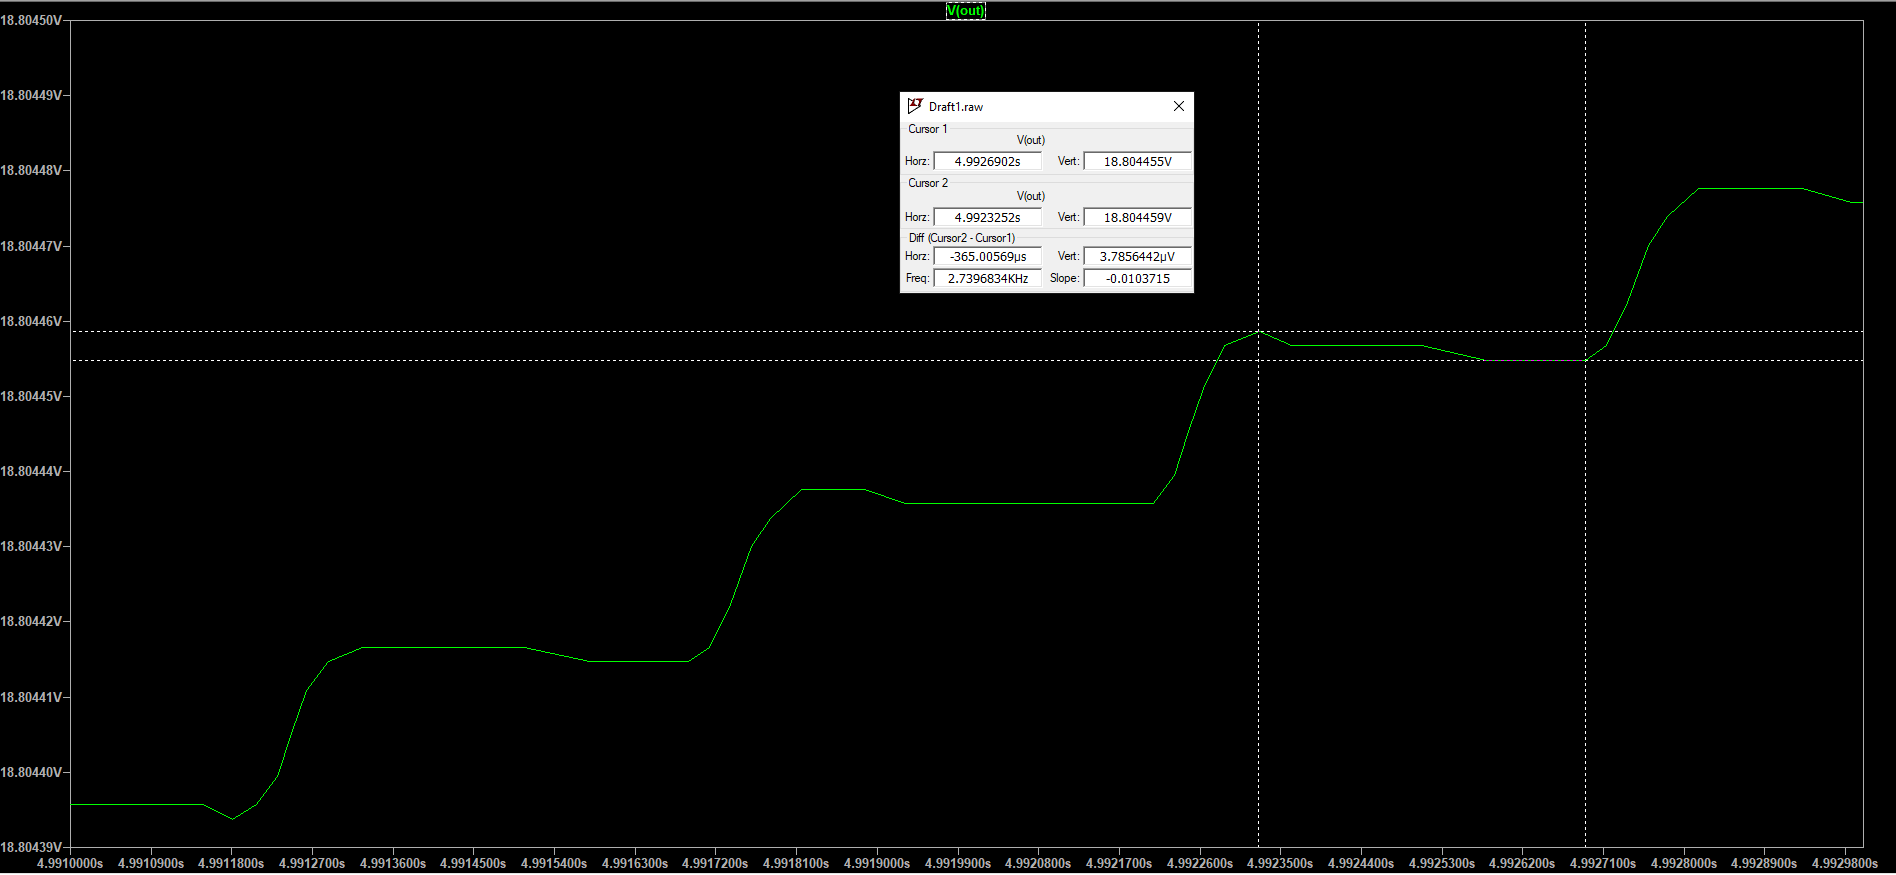 V(out)
18.80450V
18.80449V
18.80448V
18.80447V
18.80446V
18.80445V
18.80444V
18.80443V
18.80442V
18.80441V
18.80440V
18.80439V
Draft1.raw
Cursor 1
V(out)
Horz: 4.9926902s Vert: 18.804455V
Cursor 2
V(out)
Horz: 4.9923252s Vert: 18.804459V
Diff (Cursor2 - Cursor1)
Horz: -365.00569µs Vert: 3.7856442µV
Freq: 2.7396834KHz Slope: -0.0103715
4.9910000s 4.9910900s 4.9911800s 4.9912700s 4.9913600s 4.9914500s 4.9915400s 4.9916300s 4.9917200s 4.9918100s 4.9919000s 4.9919900s 4.9920800s 4.9921700s 4.9922600s 4.9923500s 4.9924400s 4.9925300s 4.9926200s 4.9927100s 4.9928000s 4.9928900s 4.9929800s